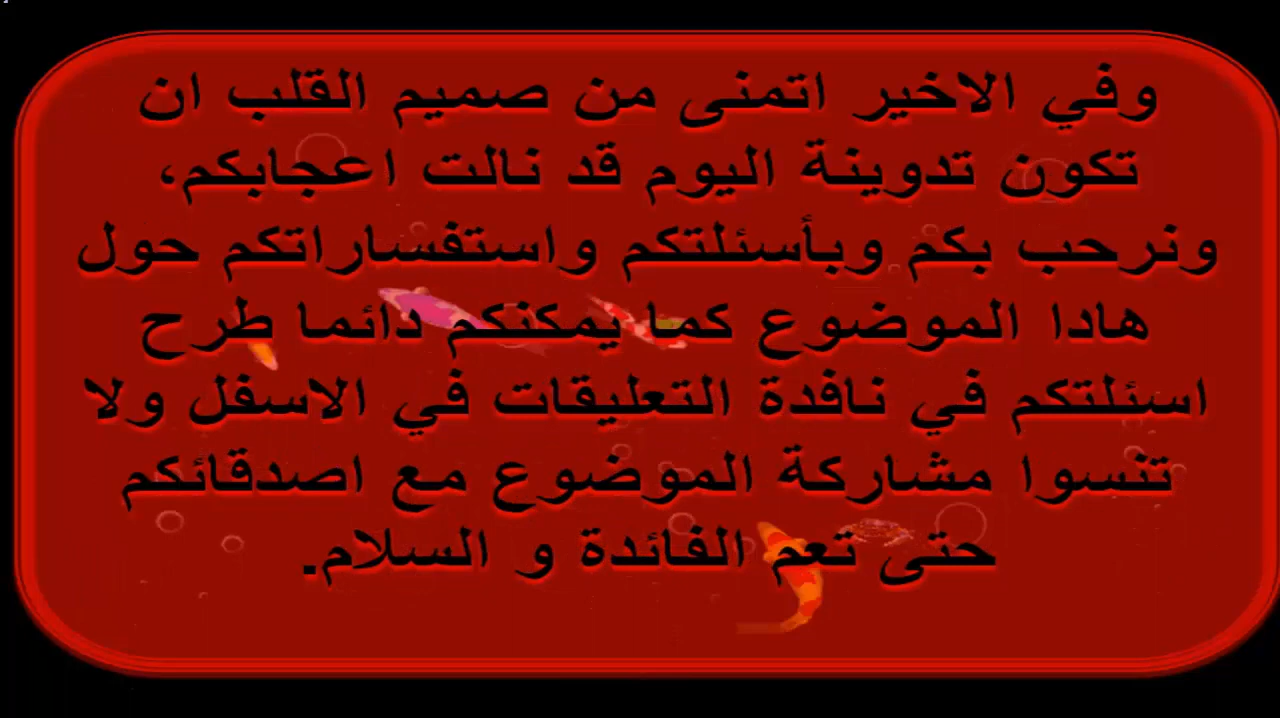 وفي الاخير اتمنى من صميم القلب ان
تكون تدوينة اليوم قد نالت اعجابكم،
ونرحب بكم وبأسئلتكم واستفساراتكم حول
هادا الموضوع كما يمكنكم دائما طرح
اسئلتكم في نافدة التعليقات في الاسفل ولا
تنسوا مشاركة الموضوع مع اصدقائكم
حتى تعم الفائدة و السلام.